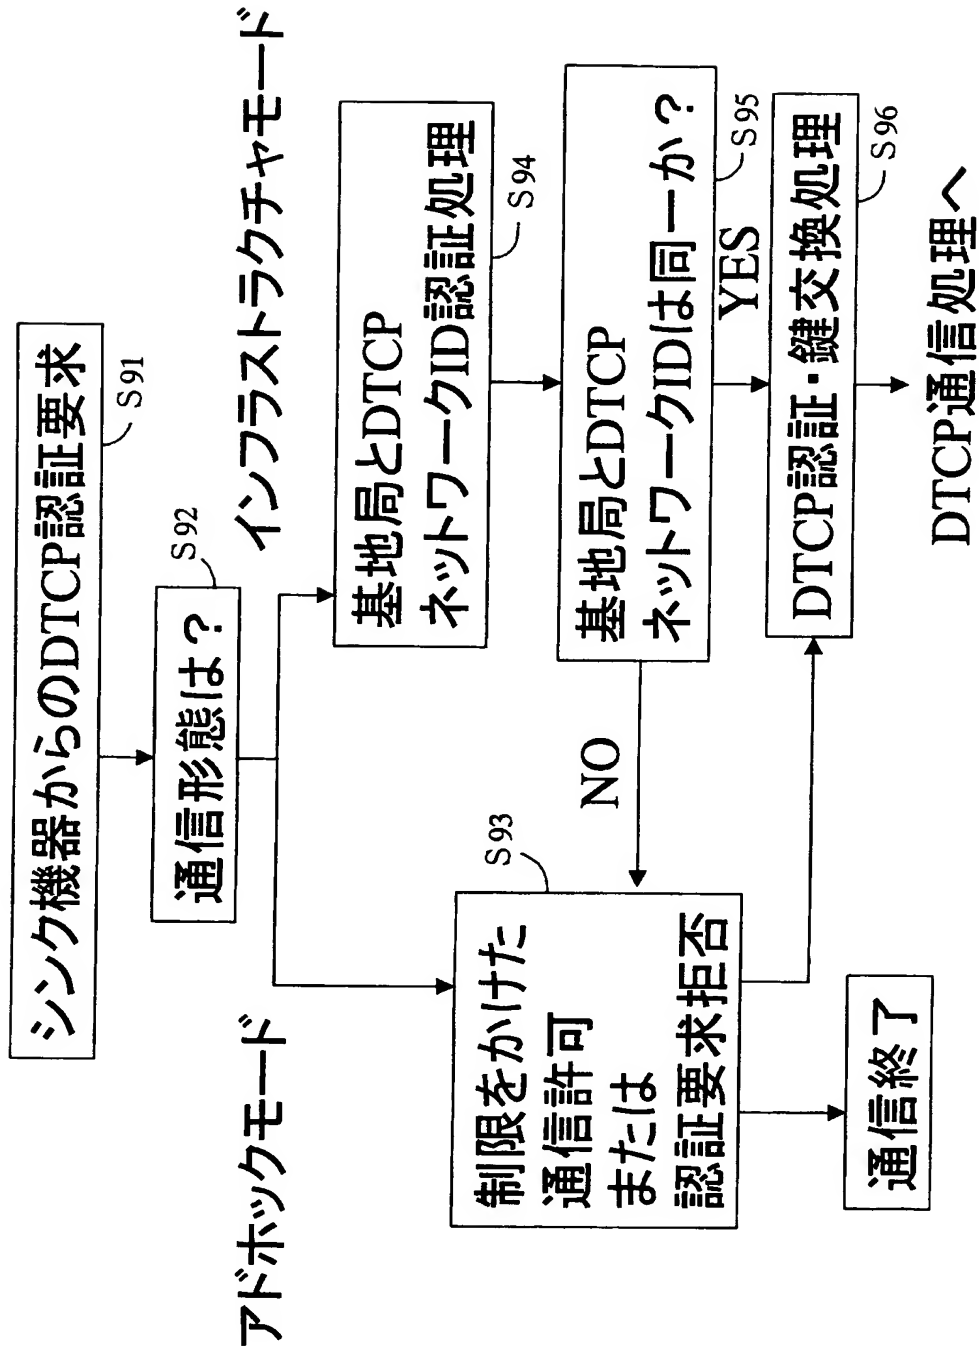 シンク機器からのDTCP認証要求
S91
通信形態は？
S92
アドホックモード
インフラストラクチャモード
制限をかけた
通信許可
または
認証要求拒否
S93
基地局とDTCP
ネットワークID認証処理
S94
基地局とDTCP
ネットワークIDは同一か？
S95
NO
YES
DTCP認証・鍵交換処理
S96
通信終了
DTCP通信処理へ